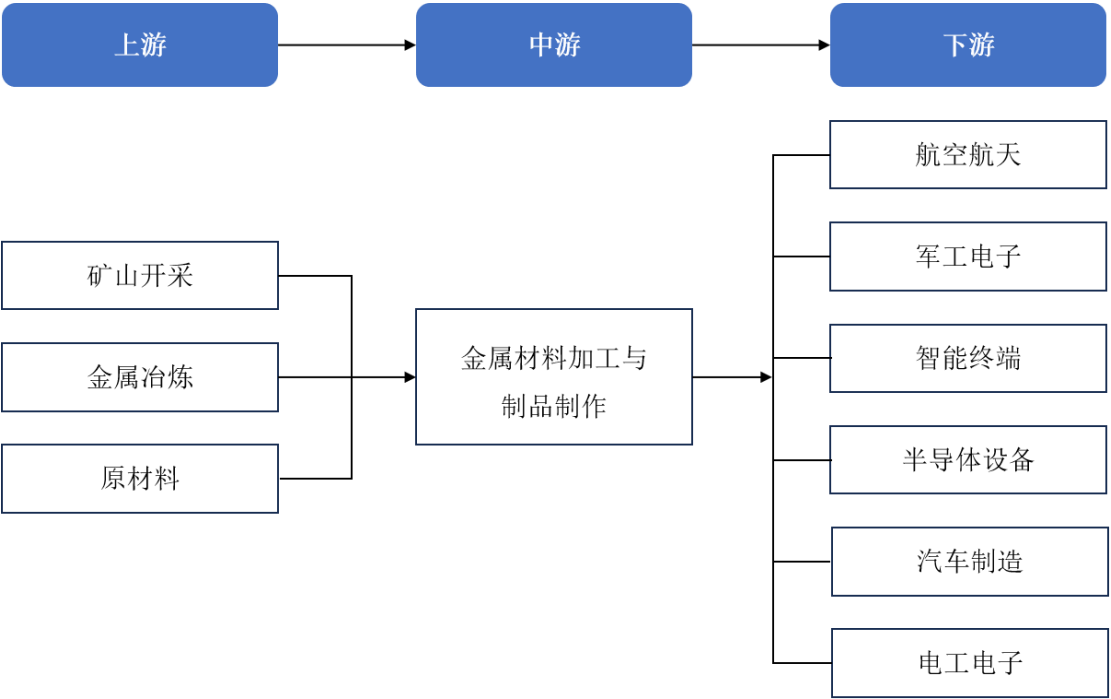 上游
中游
下游
矿山开采
金属冶炼
原材料
金属材料加工与
制品制作
航空航天
军工电子
智能终端
半导体设备
汽车制造
电工电子